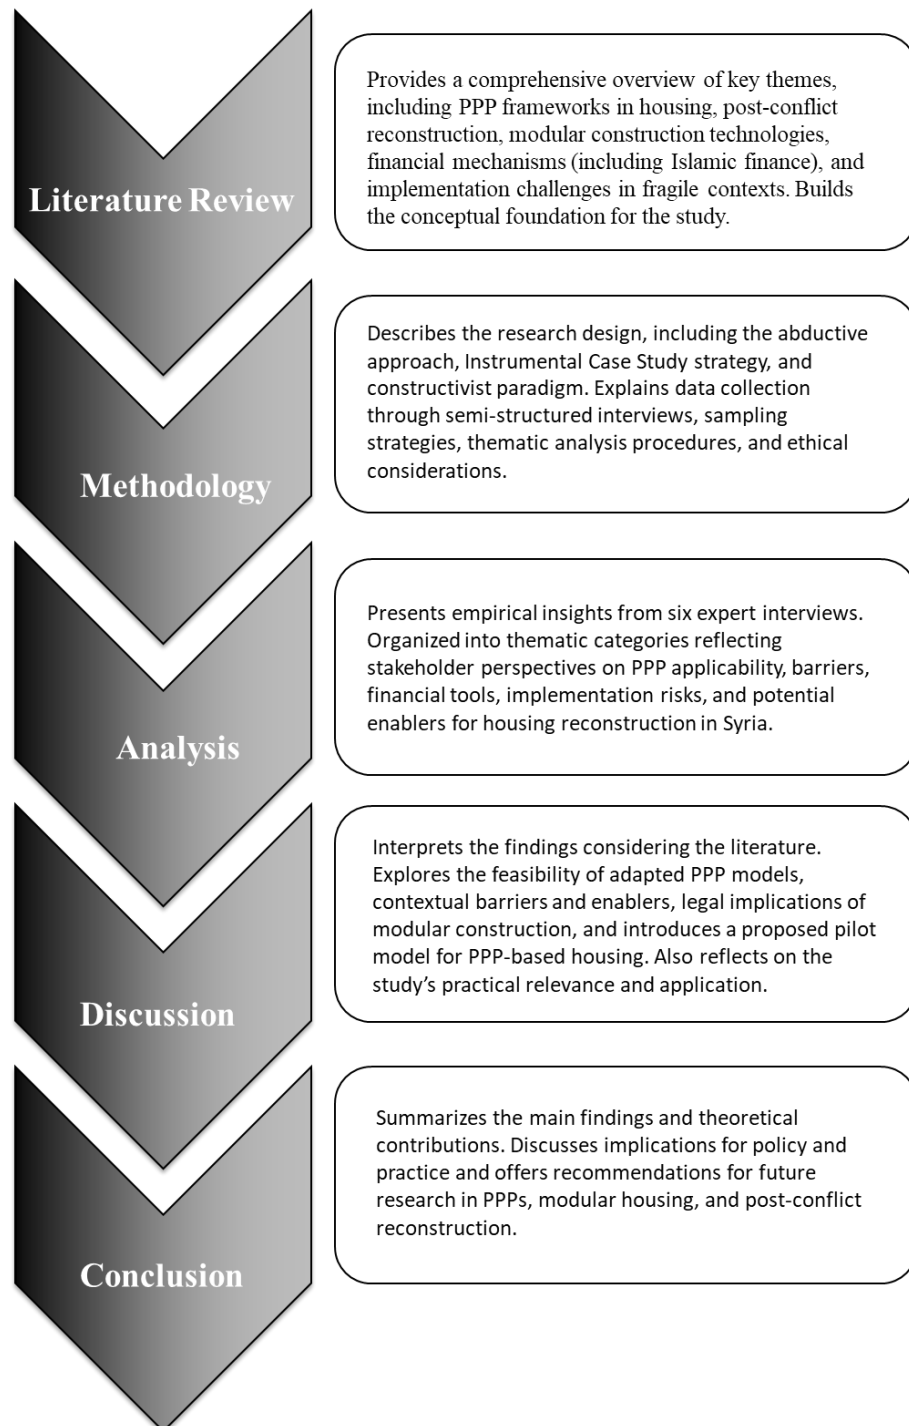 Literature Review
Provides a comprehensive overview of key themes,
including PPP frameworks in housing, post-conflict
reconstruction, modular construction technologies,
financial mechanisms (including Islamic finance), and
implementation challenges in fragile contexts. Builds
the conceptual foundation for the study.
Methodology
Describes the research design, including the abductive
approach, Instrumental Case Study strategy, and
constructivist paradigm. Explains data collection
through semi-structured interviews, sampling
strategies, thematic analysis procedures, and ethical
considerations.
Analysis
Presents empirical insights from six expert interviews.
Organized into thematic categories reflecting
stakeholder perspectives on PPP applicability, barriers,
financial tools, implementation risks, and potential
enablers for housing reconstruction in Syria.
Discussion
Interprets the findings considering the literature.
Explores the feasibility of adapted PPP models,
contextual barriers and enablers, legal implications of
modular construction, and introduces a proposed pilot
model for PPP-based housing. Also reflects on the
study’s practical relevance and application.
Conclusion
Summarizes the main findings and theoretical
contributions. Discusses implications for policy and
practice and offers recommendations for future
research in PPPs, modular housing, and post-conflict
reconstruction.